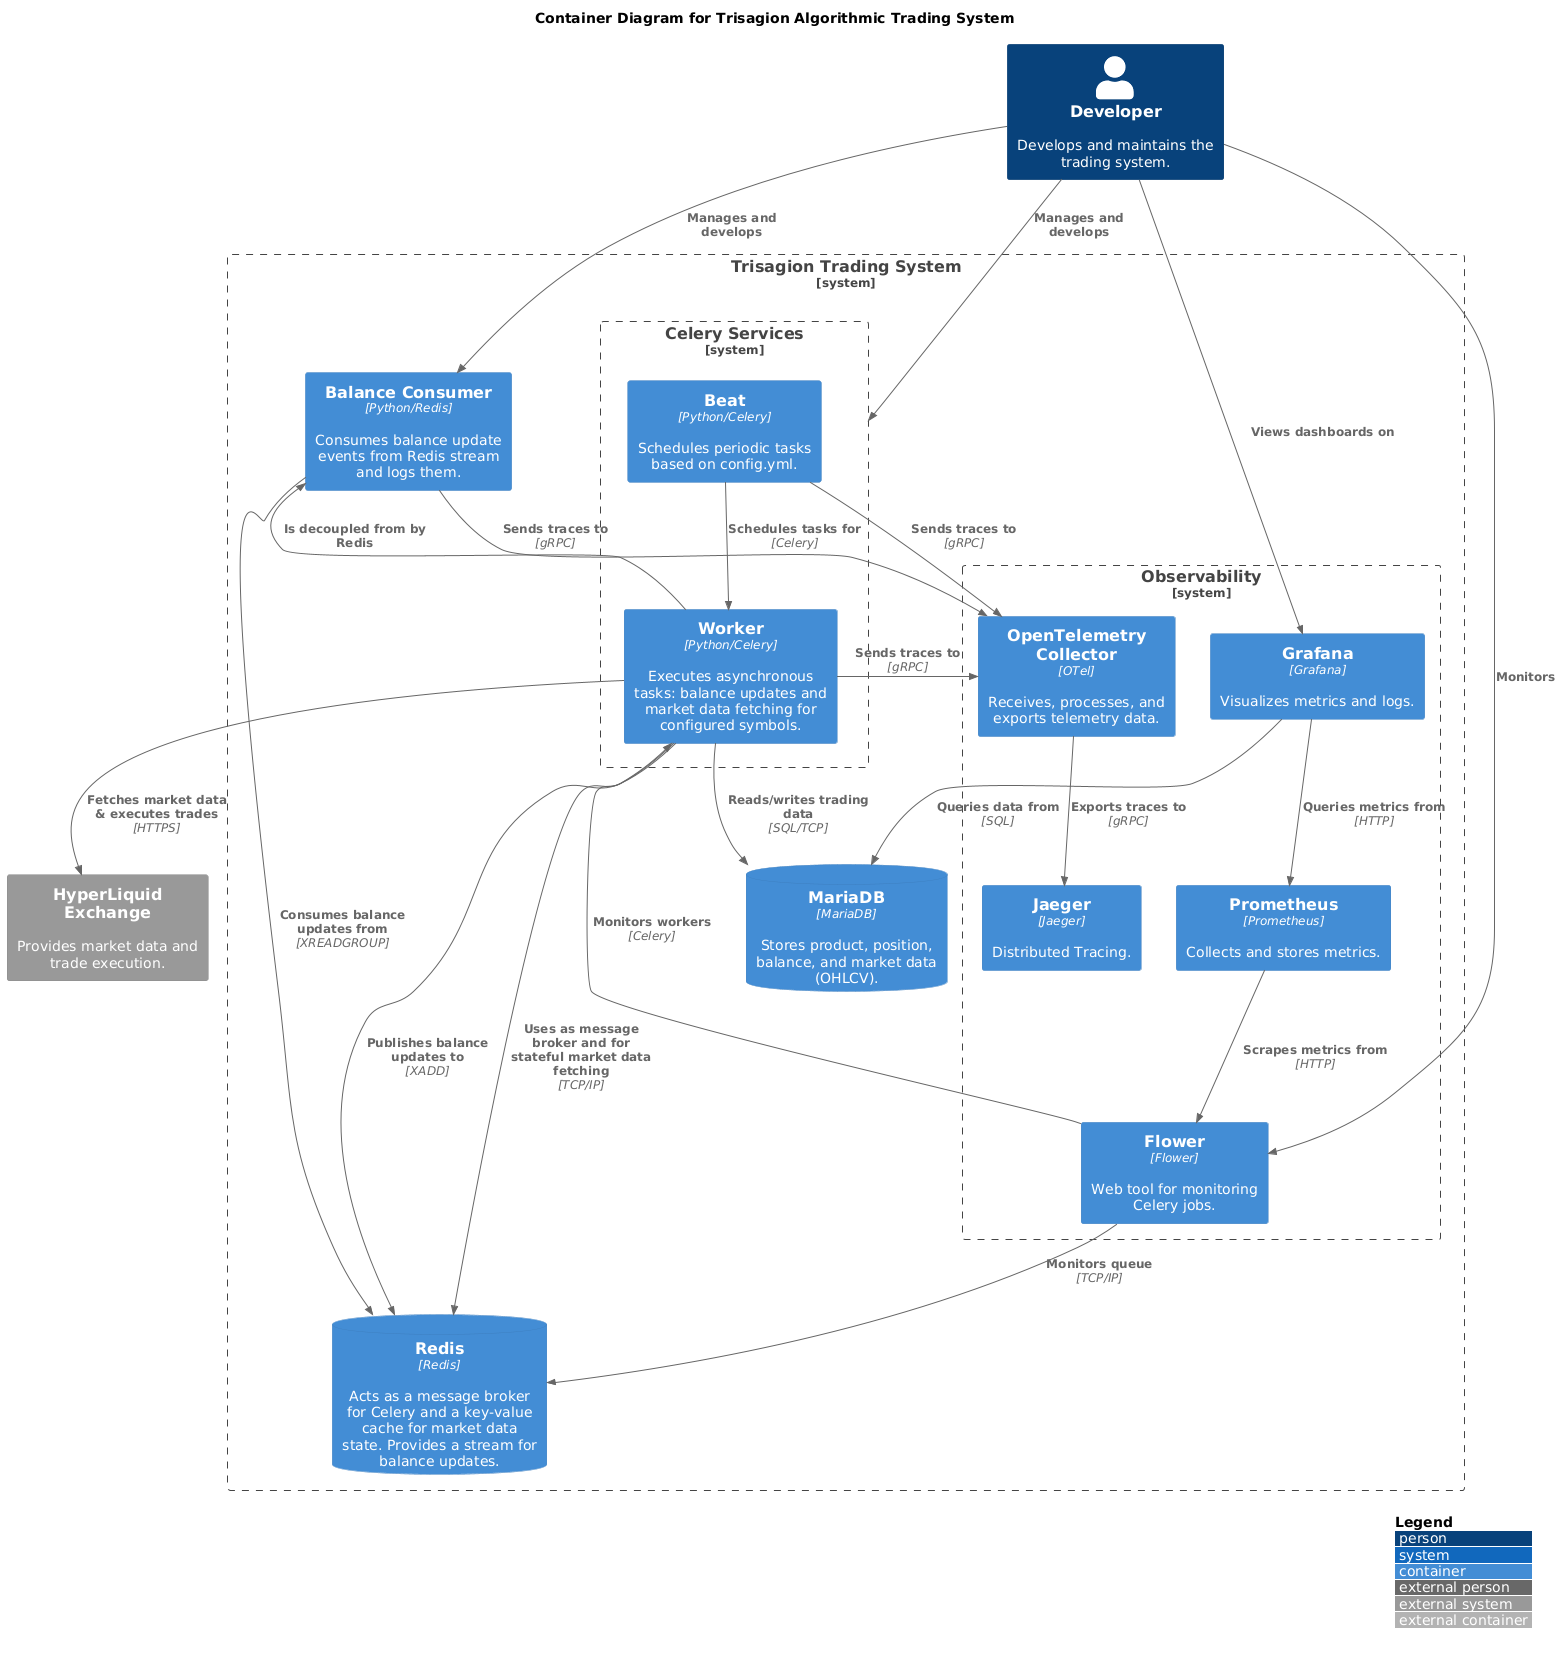 Container Diagram for Trisagion Algorithmic Trading System
Developer
Develops and maintains the
trading system.
Manages and
develops
Manages and
develops
Trisagion Trading System
[system]
Celery Services
[system]
Balance Consumer
[Python/Redis]
Consumes balance update
events from Redis stream
and logs them.
Beat
[Python/Celery]
Schedules periodic tasks
based on config.yml.
Views dashboards on
Is decoupled from by
Redis
Sends traces to
[gRPC]
Schedules tasks for
[Celery]
Sends traces to
[gRPC]
Observability
[system]
Worker
[Python/Celery]
Executes asynchronous
tasks: balance updates and
market data fetching for
configured symbols.
Sends traces to
[gRPC]
OpenTelemetry
Collector
[OTel]
Receives, processes, and
exports telemetry data.
Grafana
[Grafana]
Visualizes metrics and logs.
Monitors
Fetches market data
& executes trades
[HTTPS]
Reads/writes trading
data
[SQL/TCP]
Queries data from
[SQL]
Exports traces to
[gRPC]
Queries metrics from
[HTTP]
HyperLiquid
Exchange
Provides market data and
trade execution.
Consumes balance
updates from
[XREADGROUP]
Monitors workers
[Celery]
MariaDB
[MariaDB]
Stores product, position,
balance, and market data
(OHLCV).
Jaeger
[Jaeger]
Distributed Tracing.
Prometheus
[Prometheus]
Collects and stores metrics.
Publishes balance
updates to
[XADD]
Uses as message
broker and for
stateful market data
fetching
[TCP/IP]
Scrapes metrics from
[HTTP]
Flower
[Flower]
Web tool for monitoring
Celery jobs.
Monitors queue
[TCP/IP]
Redis
[Redis]
Acts as a message broker
for Celery and a key-value
cache for market data
state. Provides a stream for
balance updates.
Legend
person
system
container
external person
external system
external container